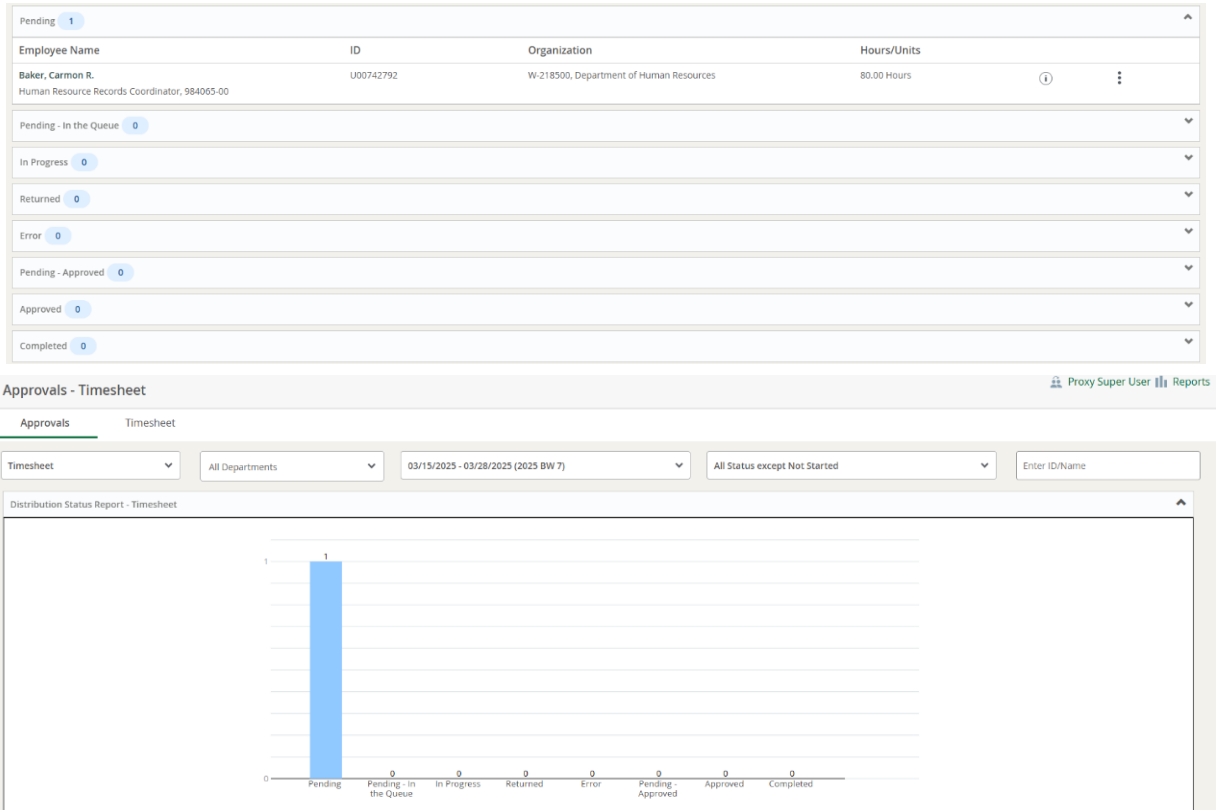 Pending 1
Employee Name ID Organization Hours/Units
Baker, Carmon R. U00742792 W-218500, Department of Human Resources 80.00 Hours
Human Resource Records Coordinator, 984065-00
Pending - In the Queue 0
In Progress 0
Returned 0
Error 0
Pending - Approved 0
Approved 0
Completed 0
Approvals - Timesheet Proxy Super User Reports
Approvals Timesheet
Timesheet All Departments 03/15/2025 - 03/28/2025 (2025 BW 7) All Status except Not Started Enter ID/Name
Distribution Status Report - Timesheet
1
1
0 0 0 0 0 0 0
0
Pending Pending - In In Progress Returned Error Pending - Approved Completed
the Queue Approved